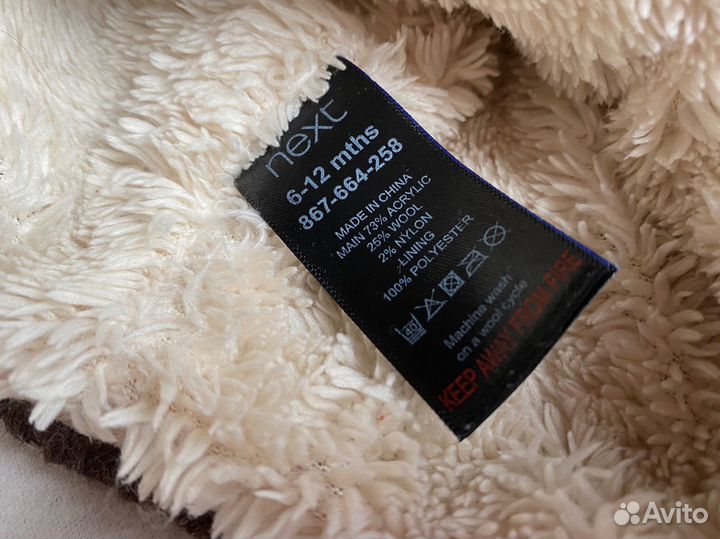 next
6-12 mths
867-664-258
MADE IN CHINA
MAIN 73% ACRYLIC
25% WOOL
2% NYLON
LINING
100% POLYESTER
40
Machine wash
on a wool cycle
KEEP AWAY FROM FIRE
Avito